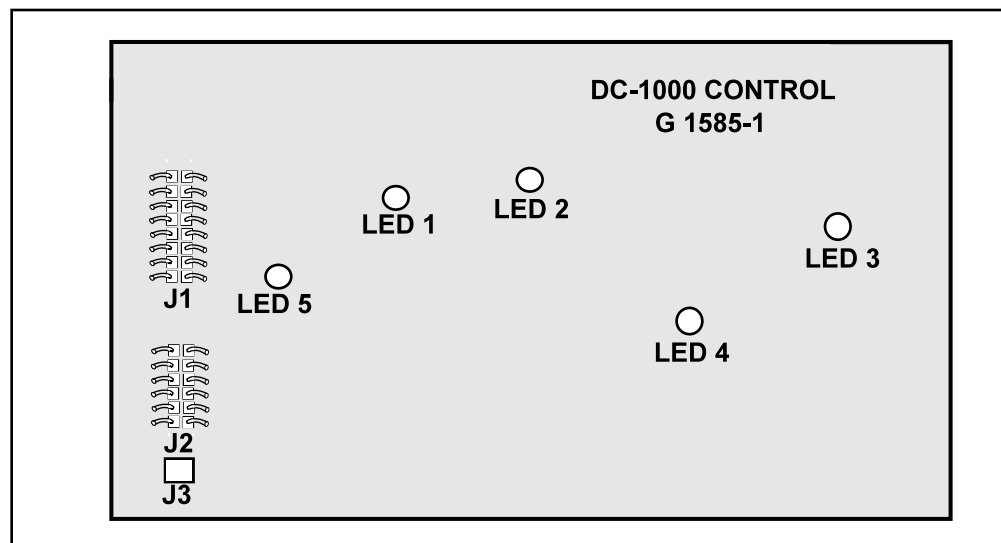 DC-1000 CONTROL
G 1585-1
LED 1
LED 2
LED 3
LED 5
J1
LED 4
J2
J3